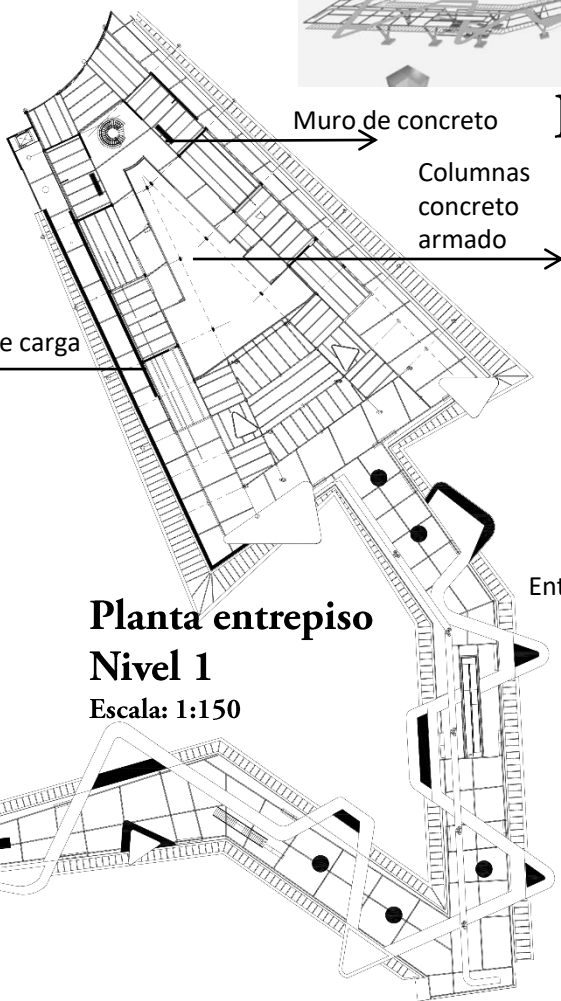 Muro de concreto
Columnas
concreto
armado
e carga
Ent
Planta entrepiso
Nivel 1
Escala: 1:150